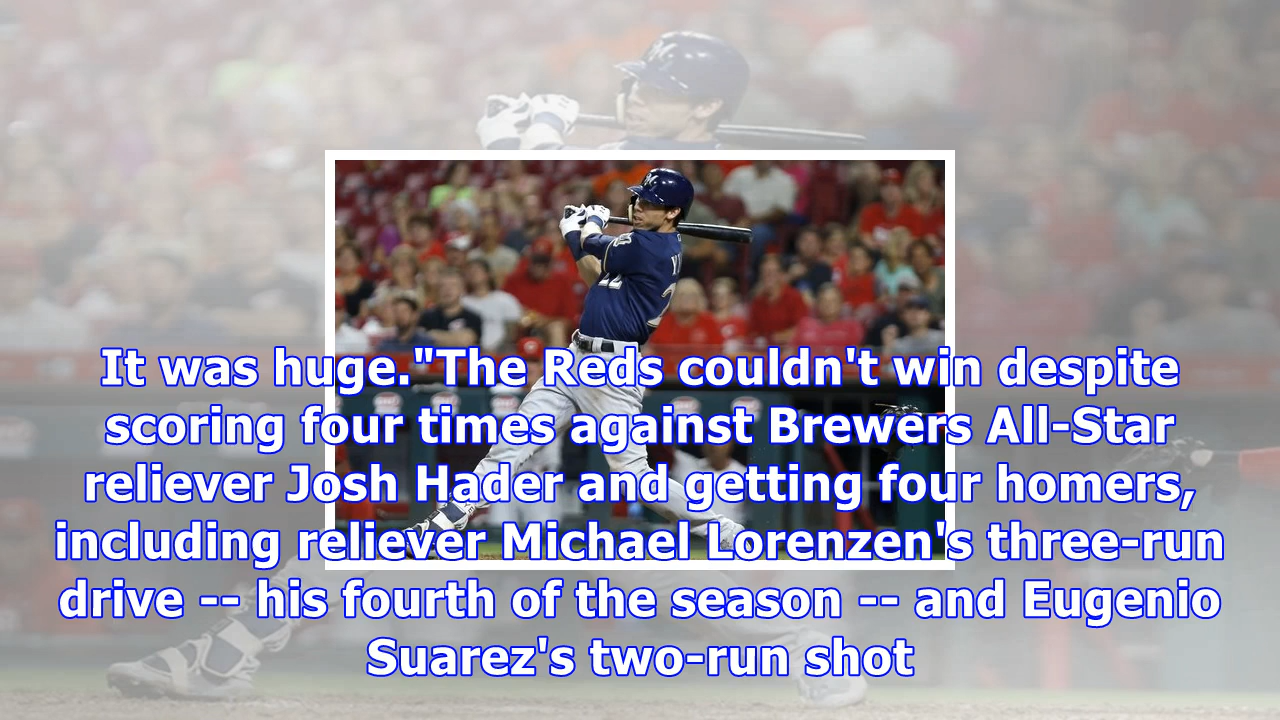 It was huge."The Reds couldn't win despite
scoring four times against Brewers All-Star
reliever Josh Hader and getting four homers,
including reliever Michael Lorenzen's three-run
drive -- his fourth of the season -- and Eugenio
Suarez's two-run shot
M
22